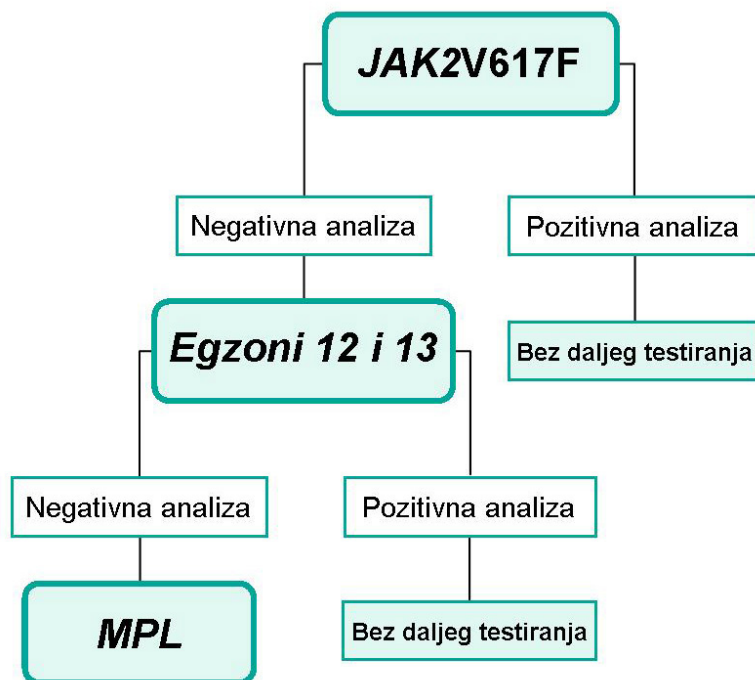 JAK2V617F
Negativna analiza
Pozitivna analiza
Egzoni 12 i 13
Bez daljeg testiranja
Negativna analiza
Pozitivna analiza
MPL
Bez daljeg testiranja